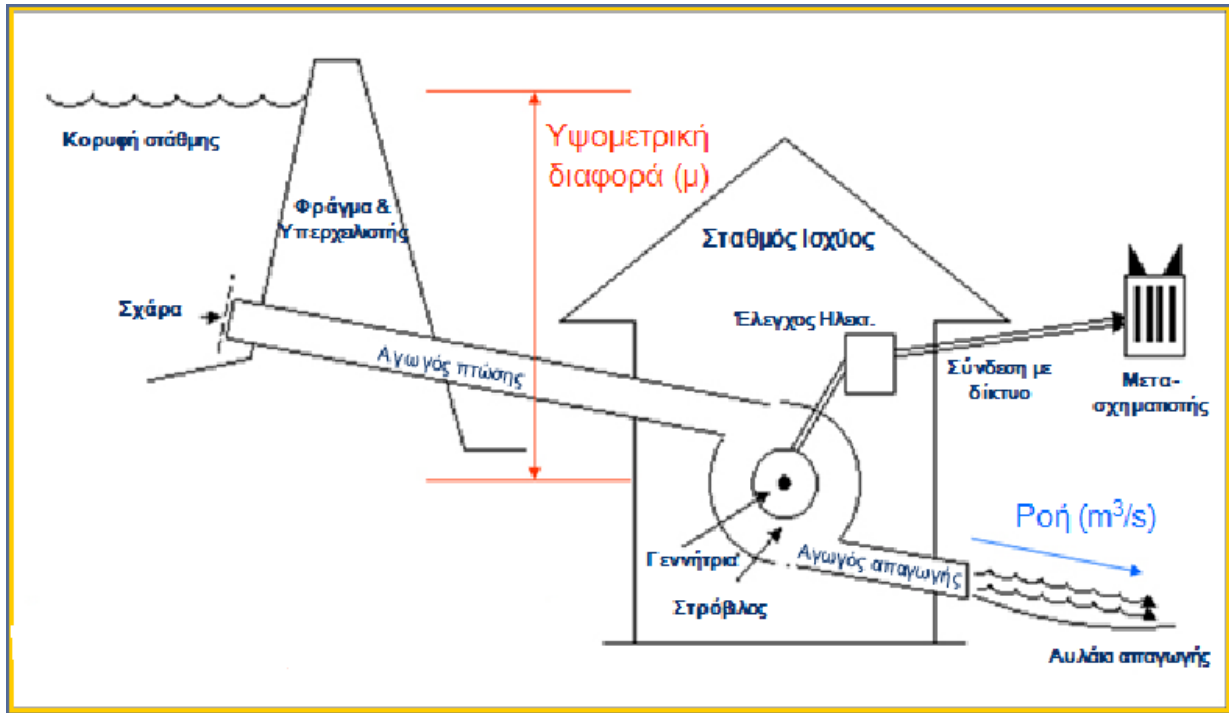 Κορυφή στάθμης
Υψομετρική
διαφορά (μ)
Φράγμα &
Υπερχειλιστής
Σταθμός Ισχύος
Σχάρα
Έλεγχος Ηλεκτ.
Αγωγός πτώσης
Σύνδεση με
δίκτυο
Μετα-
σχηματιστής
Ροή (m³/s)
Γεννήτρια
Αγωγός απαγωγής
Στρόβιλος
Αυλάκι απαγωγής